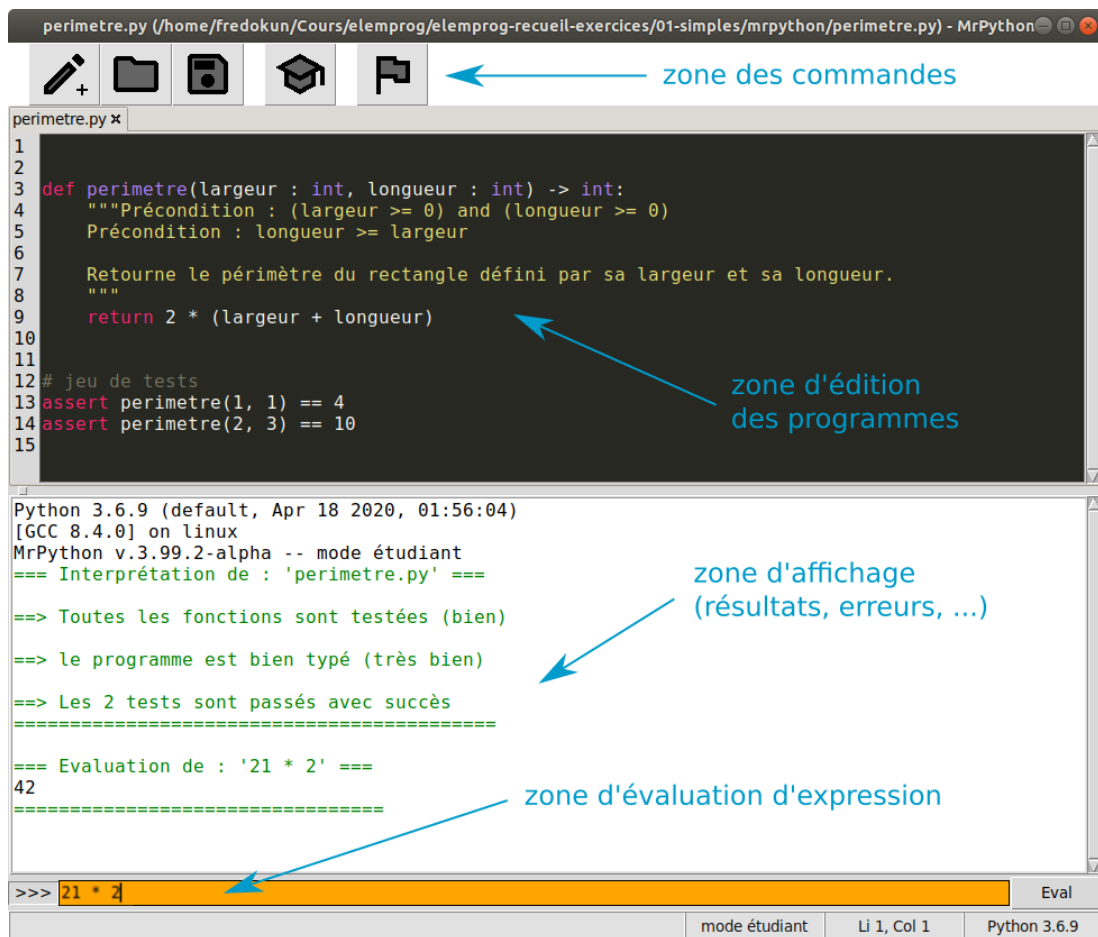 perimetre.py (/home/fredokun/Cours/elemprog/elemprog-recueil-exercices/01-simples/mrpython/perimetre.py) - MrPython
zone des commandes
perimetre.py
1
2
3 def perimetre(largeur : int, longueur : int) -> int:
4 """Précondition : (largeur >= 0) and (longueur >= 0)
5 Précondition : longueur >= largeur
6
7 Retourne le périmètre du rectangle défini par sa largeur et sa longueur.
8 """
9 return 2 * (largeur + longueur)
10
11
12 # jeu de tests
13 assert perimetre(1, 1) == 4
14 assert perimetre(2, 3) == 10
15
zone d'édition
des programmes
Python 3.6.9 (default, Apr 18 2020, 01:56:04)
[GCC 8.4.0] on linux
MrPython v.3.99.2-alpha -- mode étudiant
=== Interprétation de : 'perimetre.py' ===
==> Toutes les fonctions sont testées (bien)
==> le programme est bien typé (très bien)
==> Les 2 tests sont passés avec succès
===========================================
zone d'affichage
(résultats, erreurs, ...)
=== Evaluation de : '21 * 2' ===
42
=================================
zone d'évaluation d'expression
>>> 21 * 2
Eval
mode étudiant
Li 1, Col 1
Python 3.6.9